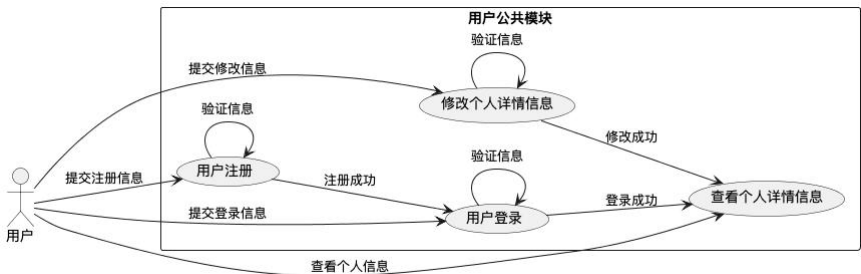 用户公共模块
验证信息
提交修改信息
修改个人详情信息
验证信息
修改成功
验证信息
提交注册信息
用户注册
注册成功
查看个人详情信息
登录成功
提交登录信息
用户登录
用户
查看个人信息